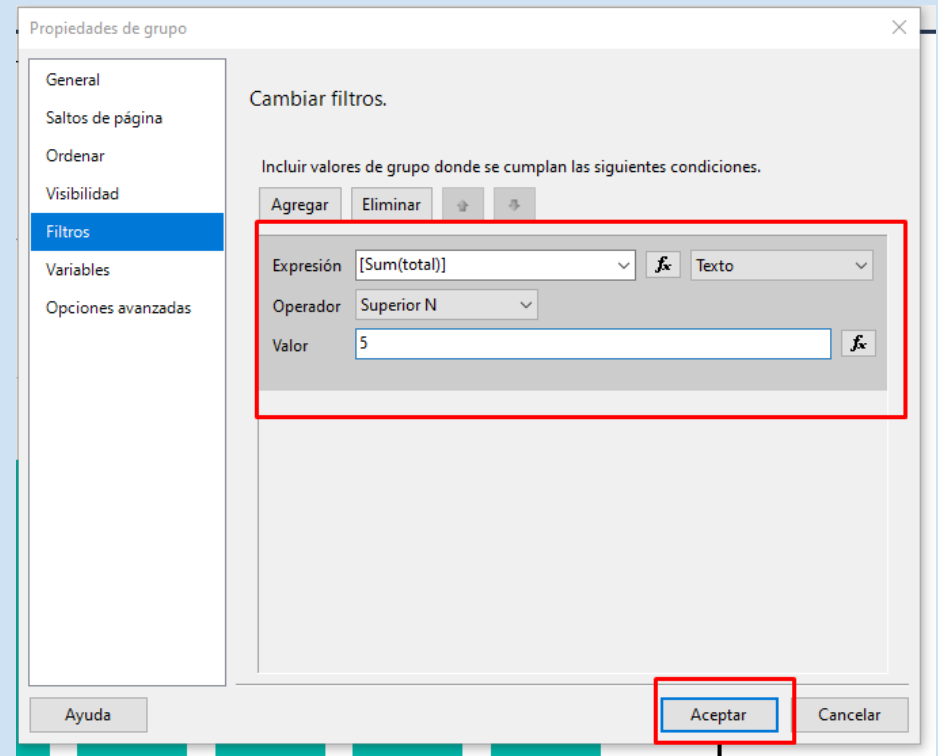 Propiedades de grupo
General
Saltos de página
Ordenar
Visibilidad
Filtros
Variables
Opciones avanzadas
Cambiar filtros.
Incluir valores de grupo donde se cumplan las siguientes condiciones.
Agregar Eliminar
Expresión [Sum(total)] fx Texto
Operador Superior N
Valor 5 fx
Ayuda Aceptar Cancelar